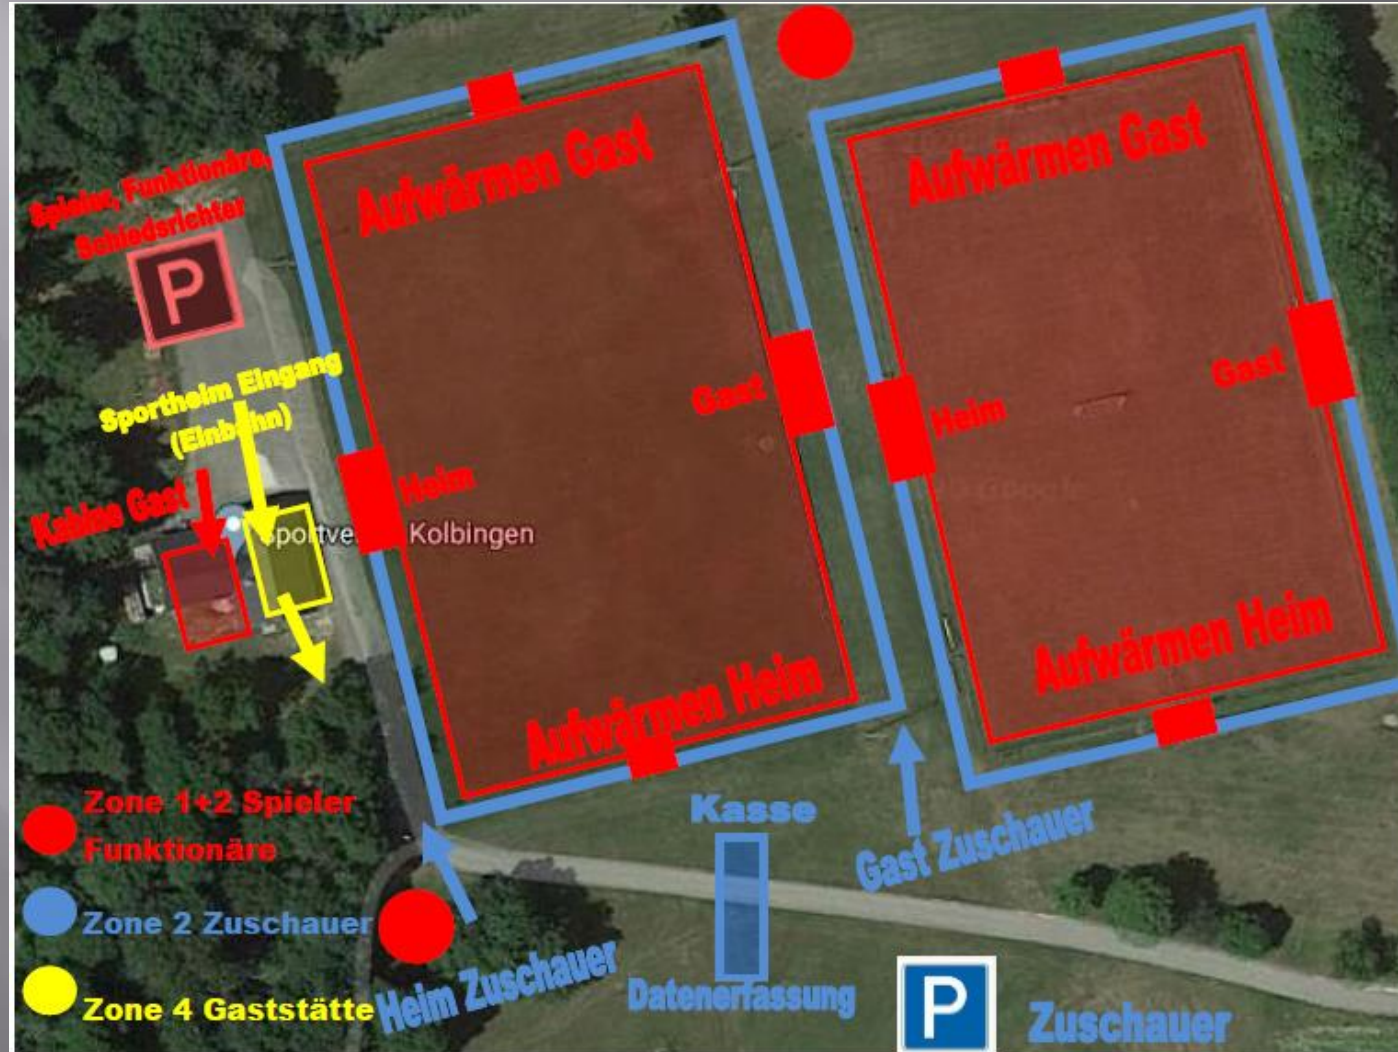 Aufwärmen Gast
Aufwärmen Gast
Spieler, Funktionäre,
Schiedsrichter
P
Sportheim Eingang
(Einbahn)
Gast
Heim
Gast
Heim
Kabine Gast
Sportve
Kolbingen
Aufwärmen Heim
Aufwärmen Heim
Zone 1+2 Spieler
Funktionäre
Zone 2 Zuschauer
Zone 4 Gaststätte
Heim Zuschauer
Kasse
Datenerfassung
Gast Zuschauer
P
Zuschauer